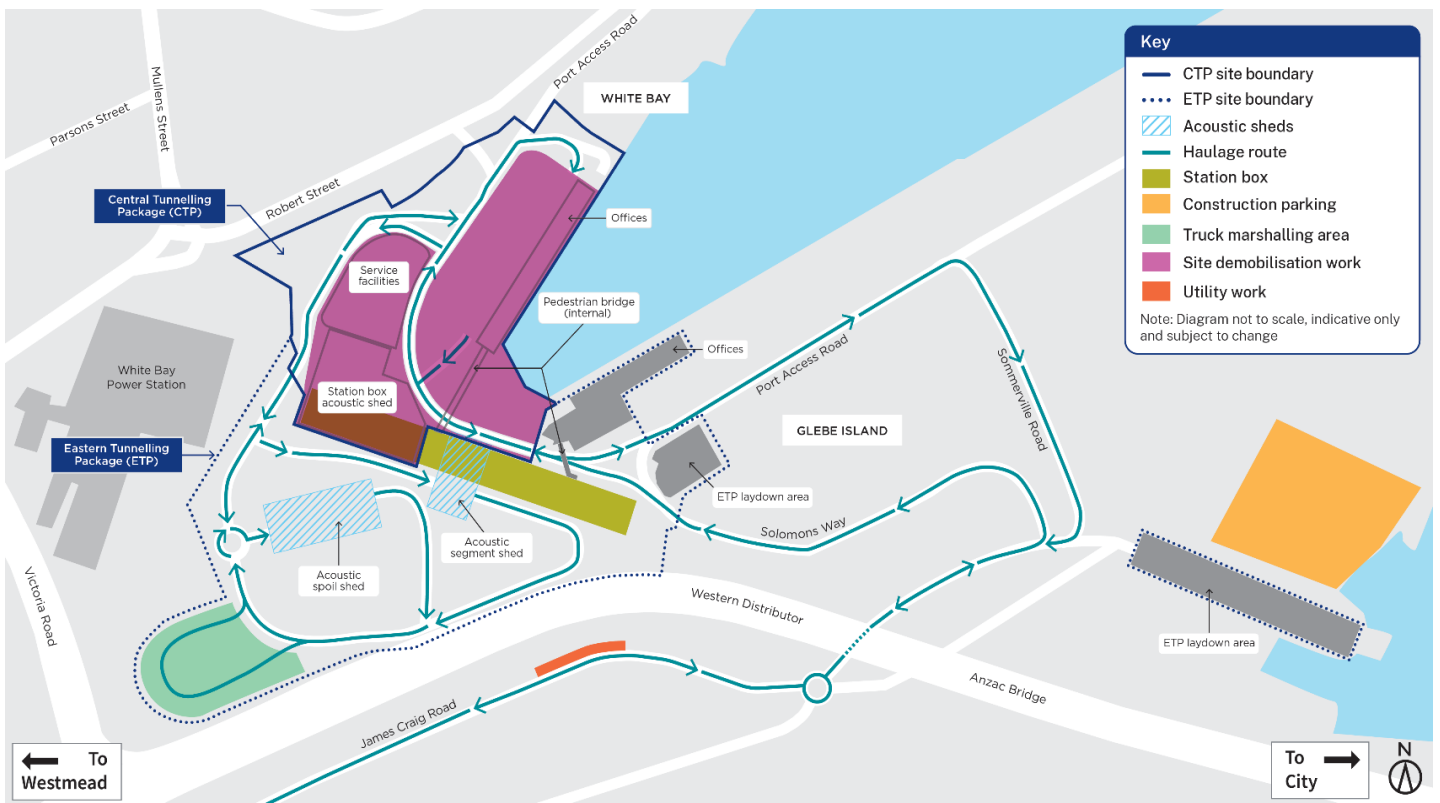 Key
CTP site boundary
ETP site boundary
Acoustic sheds
Haulage route
Station box
Construction parking
Truck marshalling area
Site demobilisation work
Utility work
Note: Diagram not to scale, indicative only
and subject to change
Port Access Road
WHITE BAY
Mullens Street
Parsons Street
Robert Street
Central Tunnelling
Package (CTP)
Offices
Service
facilities
Pedestrian bridge
(internal)
Offices
White Bay
Power Station
Station box
acoustic shed
Port Access Road
Sommerville Road
GLEBE ISLAND
Eastern Tunnelling
Package (ETP)
ETP laydown area
Solomons Way
Acoustic
segment shed
Acoustic
spoil shed
Victoria Road
Western Distributor
ETP laydown area
Anzac Bridge
James Craig Road
To
Westmead
To
City
N